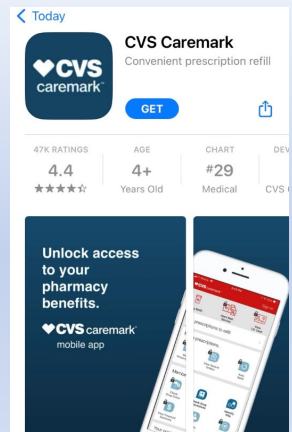 Today
CVS Caremark
Convenient prescription refill
CVS
caremark
GET
47K RATINGS
AGE
CHART
DEV
4.4
4+
#29
Years Old
Medical
CVS
Unlock access
to your
pharmacy
benefits.
CVS caremark
mobile app